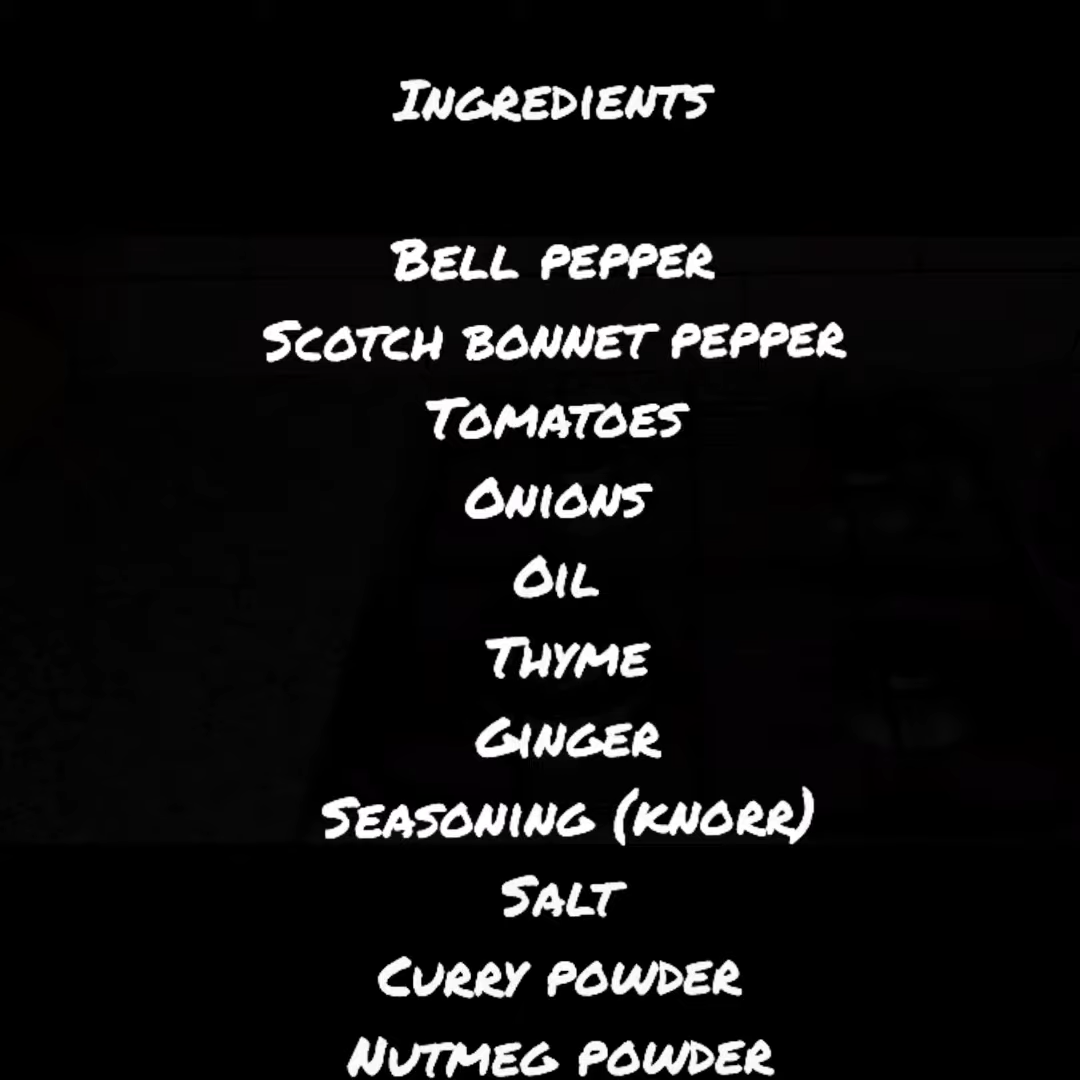 Ingredients
Bell pepper
Scotch bonnet pepper
Tomatoes
Onions
Oil
Thyme
Ginger
Seasoning (knorr)
Salt
Curry powder
Nutmeg powder